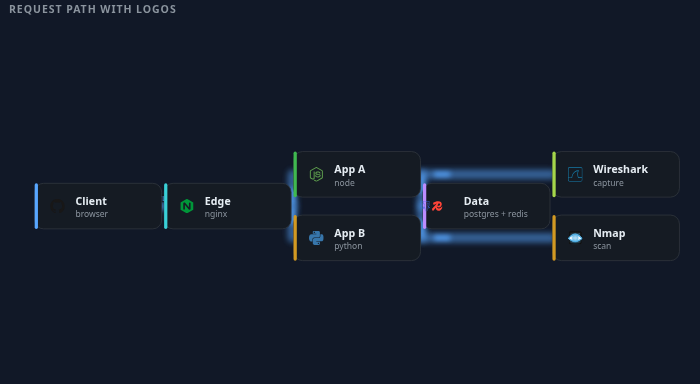 REQUEST PATH WITH LOGOS
Client
browser
Edge
nginx
App A
node
App B
python
Data
postgres + redis
Wireshark
capture
Nmap
scan